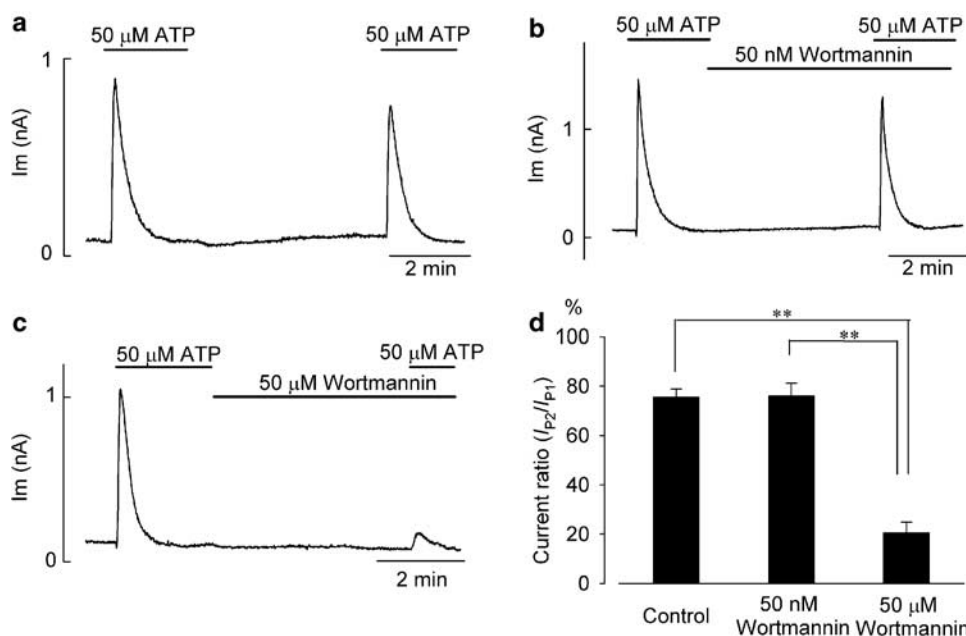 a
50 μM ATP
50 μM ATP
1
Im (nA)
0
2 min
b
50 μM ATP
50 μM ATP
50 nM Wortmannin
1
Im (nA)
0
2 min
c
50 μM ATP
50 μM ATP
50 μM Wortmannin
1
Im (nA)
0
2 min
d
%
100
80
60
40
20
0
Current ratio (I_P2/I_P1)
**
**
Control
50 nM
Wortmannin
50 μM
Wortmannin